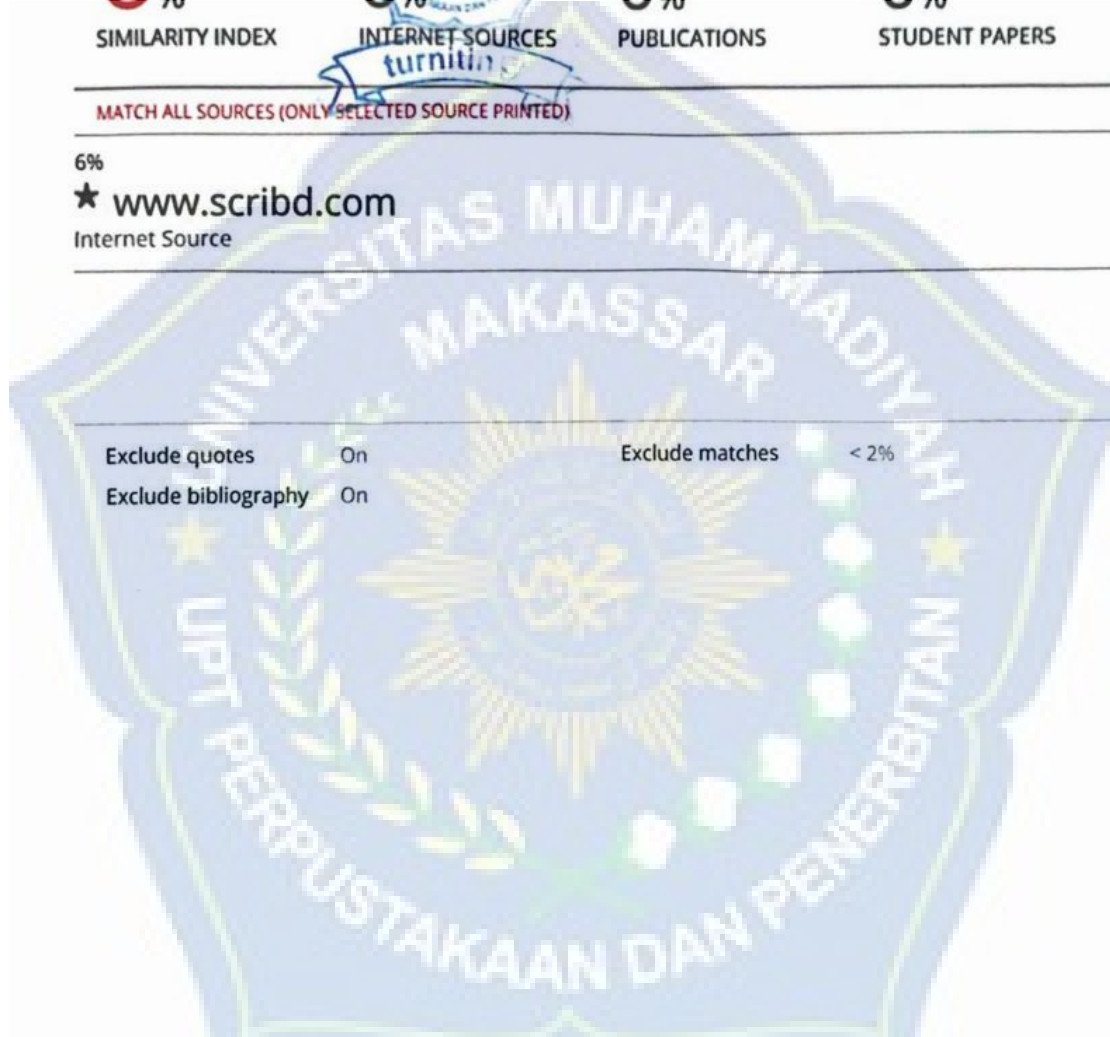 %
%
%
%
SIMILARITY INDEX
INTERNET SOURCES
PUBLICATIONS
STUDENT PAPERS
turnitin
MATCH ALL SOURCES (ONLY SELECTED SOURCE PRINTED)
6%
★ www.scribd.com
Internet Source
Exclude quotes On
Exclude matches < 2%
Exclude bibliography On
UNIVERSITAS MUHAMMADIYAH
MAKASSAR
UPT PERPUSTAKAAN DAN PENERBITAN